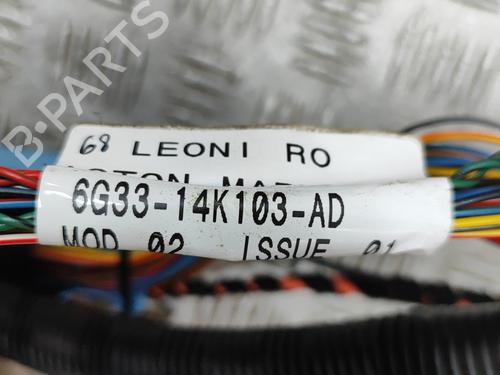 68 LEONI RO
6G33-14K103-AD
MOD 02 ISSUE 01
B-PARTS